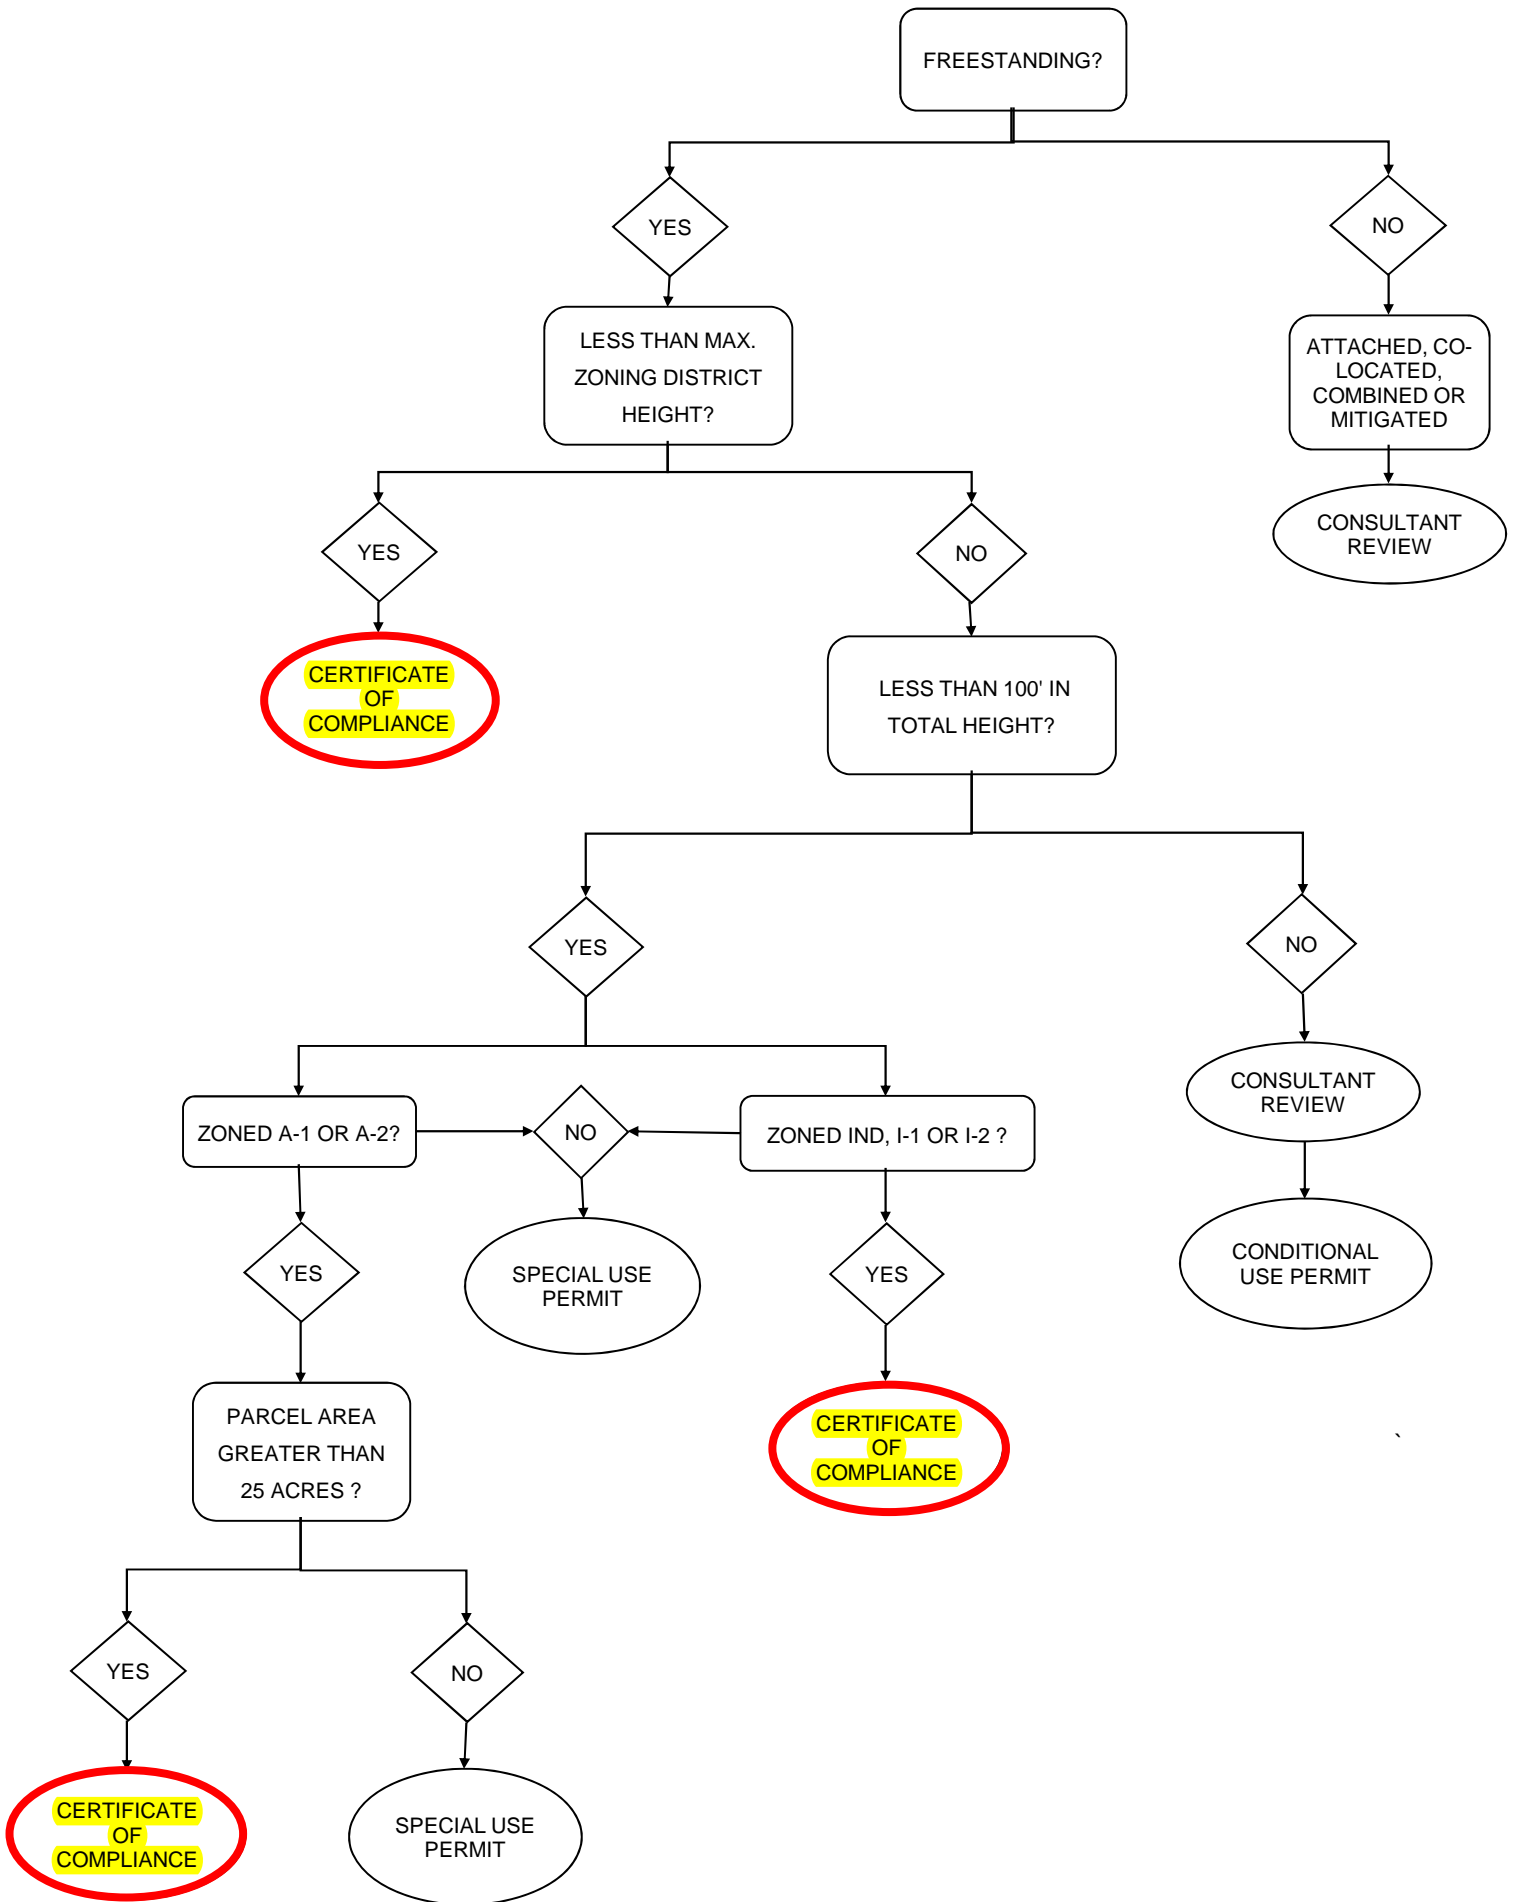 FREESTANDING?
YES
NO
LESS THAN MAX.
ZONING DISTRICT
HEIGHT?
ATTACHED, CO-
LOCATED,
COMBINED OR
MITIGATED
CONSULTANT
REVIEW
YES
NO
CERTIFICATE
OF
COMPLIANCE
LESS THAN 100' IN
TOTAL HEIGHT?
YES
NO
CONSULTANT
REVIEW
ZONED A-1 OR A-2?
NO
ZONED IND, I-1 OR I-2 ?
YES
SPECIAL USE
PERMIT
YES
CONDITIONAL
USE PERMIT
PARCEL AREA
GREATER THAN
25 ACRES ?
CERTIFICATE
OF
COMPLIANCE
`
YES
NO
CERTIFICATE
OF
COMPLIANCE
SPECIAL USE
PERMIT